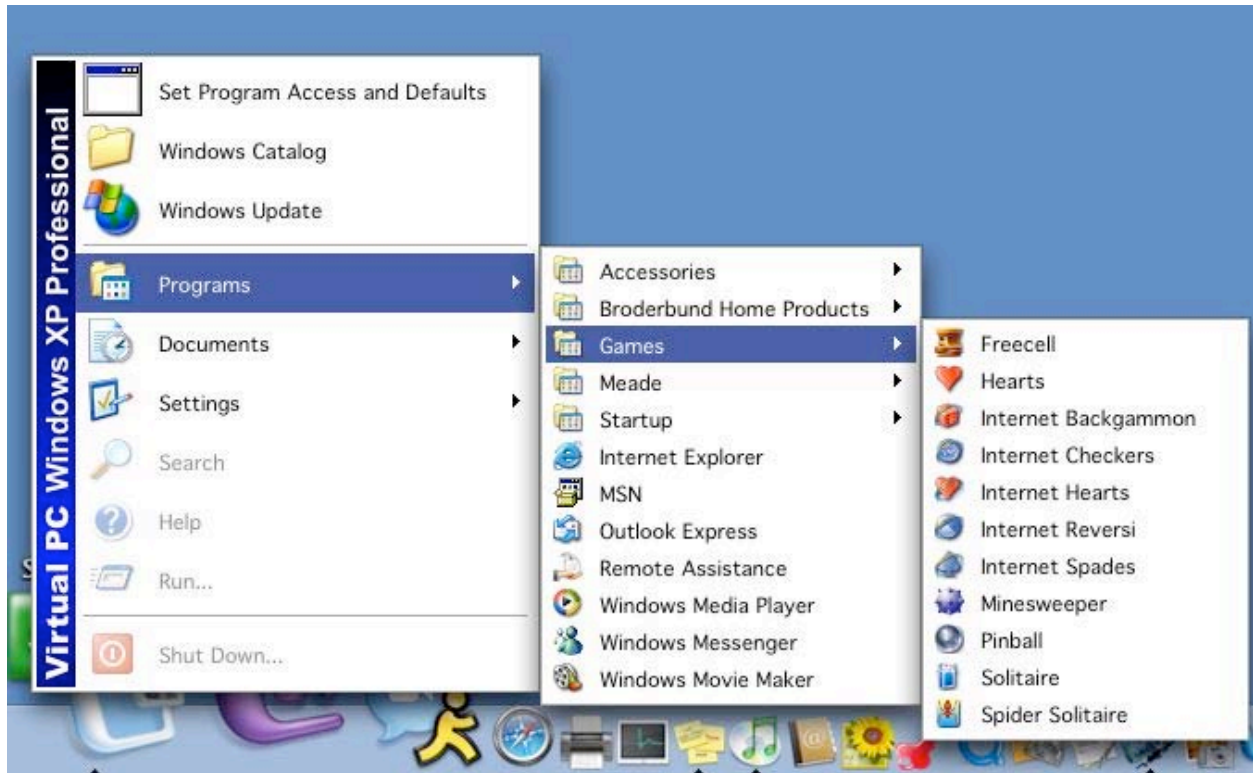 Virtual PC Windows XP Professional
Set Program Access and Defaults
Windows Catalog
Windows Update
Programs
Documents
Settings
Search
Help
Run...
Shut Down...
Accessories
Broderbund Home Products
Games
Meade
Startup
Internet Explorer
MSN
Outlook Express
Remote Assistance
Windows Media Player
Windows Messenger
Windows Movie Maker
Freecell
Hearts
Internet Backgammon
Internet Checkers
Internet Hearts
Internet Reversi
Internet Spades
Minesweeper
Pinball
Solitaire
Spider Solitaire